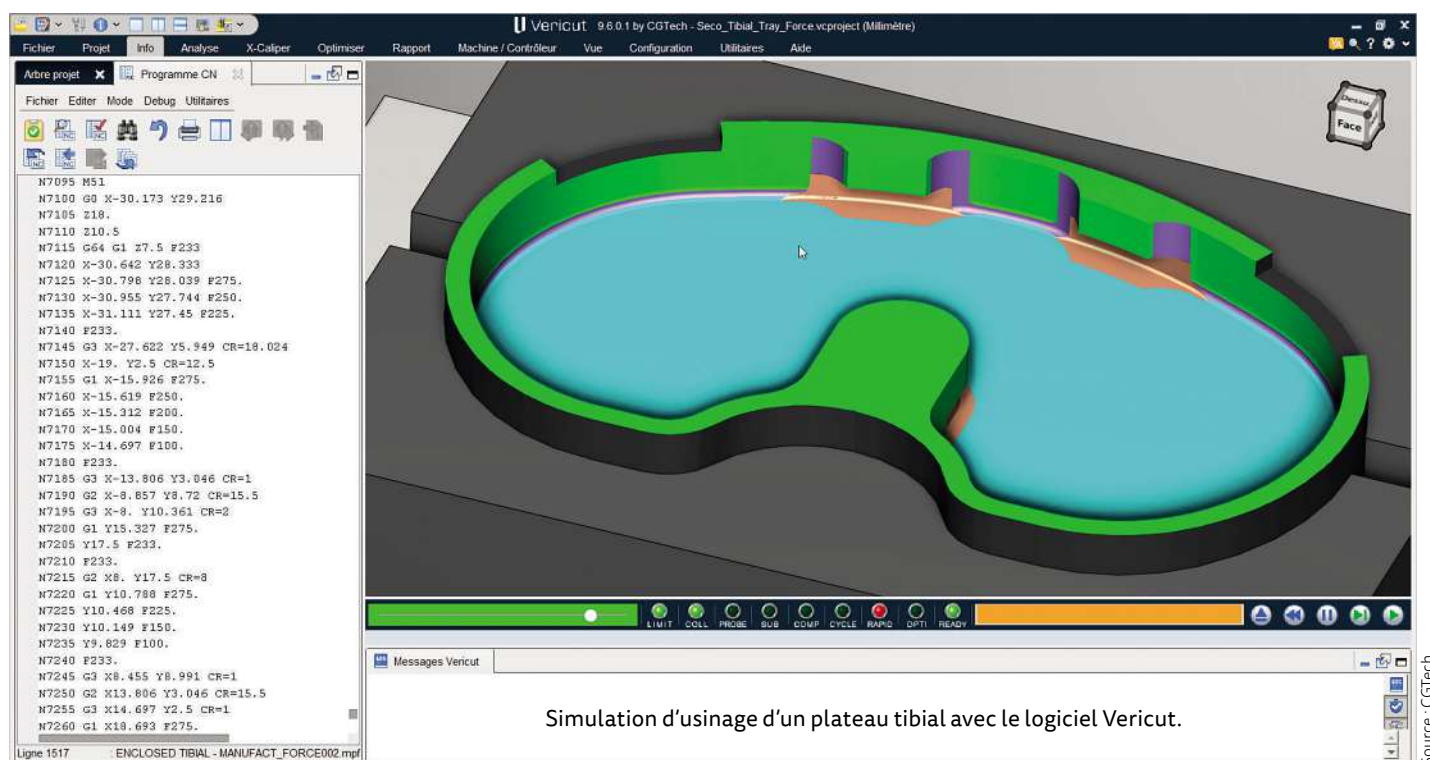 Vericut 9.6.0.1 by CGTech - Seco_Tibial_Tray_Force.vcproject (Millimètre)
Fichier Projet Info Analyse X-Caliper Optimiser Rapport Machine / Contrôleur Vue Configuration Utilitaires Aide
Arbre projet Programme CN
Fichier Editer Mode Debug Utilitaires
N7095 M51
N7100 G0 X-30.173 Y29.216
N7105 Z18.
N7110 Z10.5
N7115 G64 G1 Z7.5 F233
N7120 X-30.642 Y28.333
N7125 X-30.798 Y28.039 F275.
N7130 X-30.955 Y27.744 F250.
N7135 X-31.111 Y27.45 F225.
N7140 F233.
N7145 G3 X-27.622 Y5.949 CR=18.024
N7150 X-19. Y2.5 CR=12.5
N7155 G1 X-15.926 F275.
N7160 X-15.619 F250.
N7165 X-15.312 F200.
N7170 X-15.004 F150.
N7175 X-14.697 F100.
N7180 F233.
N7185 G3 X-13.806 Y3.046 CR=1
N7190 G2 X-8.857 Y8.72 CR=15.5
N7195 G3 X-8. Y10.361 CR=2
N7200 G1 Y15.327 F275.
N7205 Y17.5 F233.
N7210 F233.
N7215 G2 X8. Y17.5 CR=8
N7220 G1 Y10.788 F275.
N7225 Y10.468 F225.
N7230 Y10.149 F150.
N7235 Y9.829 F100.
N7240 F233.
N7245 G3 X8.455 Y8.991 CR=1
N7250 G2 X13.806 Y3.046 CR=15.5
N7255 G3 X14.697 Y2.5 CR=1
N7260 G1 X18.693 F275.
Ligne 1517 : ENCLOSED TIBIAL - MANUFACT_FORCE002.mpf
Dessu
Face
LIMIT COLL PROBE SUB COMP CYCLE RAPID OPTI READY
Messages Vericut
Simulation d'usinage d'un plateau tibial avec le logiciel Vericut.
Source : CGTech